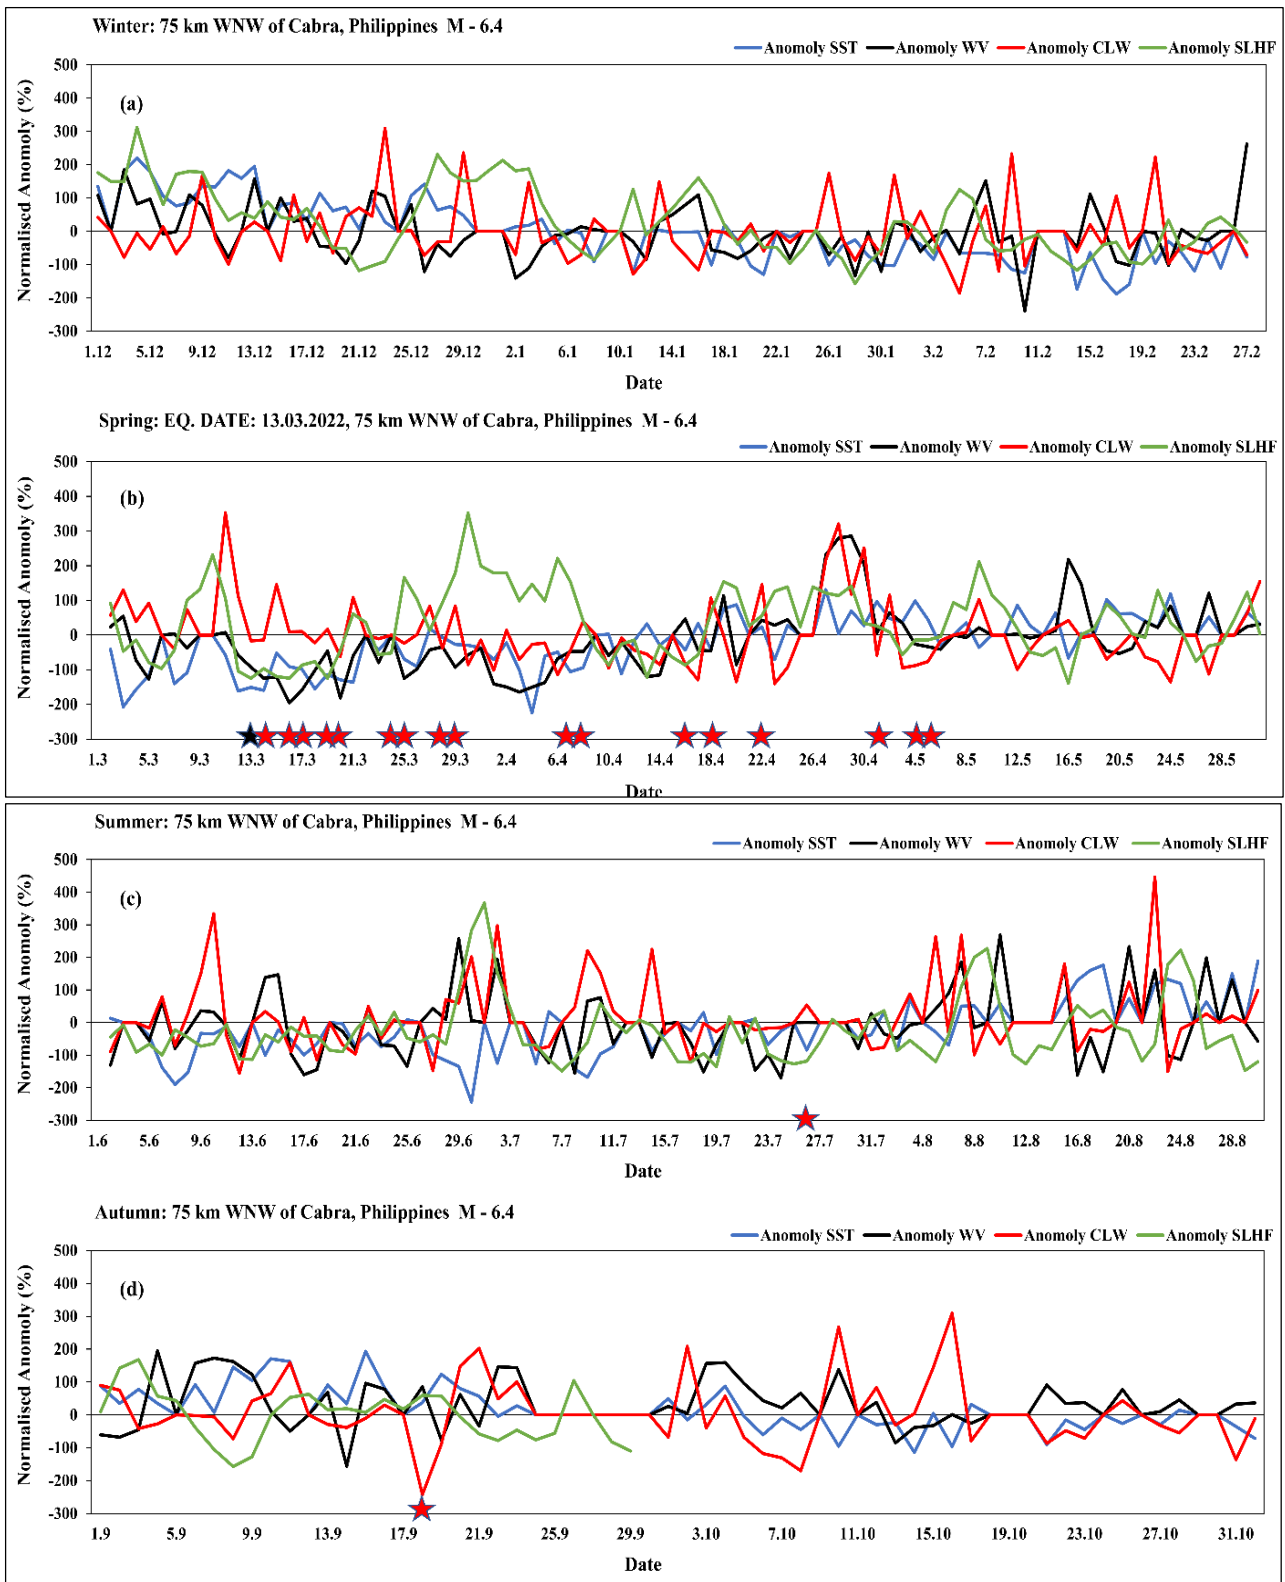 Winter: 75 km WNW of Cabra, Philippines M - 6.4
Anomoly SST Anomoly WV Anomoly CLW Anomoly SLHF
Normalised Anomoly (%)
500
400
300
200
100
0
-100
-200
-300
(a)
1.12 5.12 9.12 13.12 17.12 21.12 25.12 29.12 2.1 6.1 10.1 14.1 18.1 22.1 26.1 30.1 3.2 7.2 11.2 15.2 19.2 23.2 27.2
Date
Spring: EQ. DATE: 13.03.2022, 75 km WNW of Cabra, Philippines M - 6.4
Anomoly SST Anomoly WV Anomoly CLW Anomoly SLHF
Normalised Anomoly (%)
500
400
300
200
100
0
-100
-200
-300
(b)
1.3 5.3 9.3 13.3 17.3 21.3 25.3 29.3 2.4 6.4 10.4 14.4 18.4 22.4 26.4 30.4 4.5 8.5 12.5 16.5 20.5 24.5 28.5
Date
Summer: 75 km WNW of Cabra, Philippines M - 6.4
Anomoly SST Anomoly WV Anomoly CLW Anomoly SLHF
Normalised Anomoly (%)
500
400
300
200
100
0
-100
-200
-300
(c)
1.6 5.6 9.6 13.6 17.6 21.6 25.6 29.6 3.7 7.7 11.7 15.7 19.7 23.7 27.7 31.7 4.8 8.8 12.8 16.8 20.8 24.8 28.8
Date
Autumn: 75 km WNW of Cabra, Philippines M - 6.4
Anomoly SST Anomoly WV Anomoly CLW Anomoly SLHF
Normalised Anomoly (%)
500
400
300
200
100
0
-100
-200
-300
(d)
1.9 5.9 9.9 13.9 17.9 21.9 25.9 29.9 3.10 7.10 11.10 15.10 19.10 23.10 27.10 31.10
Date